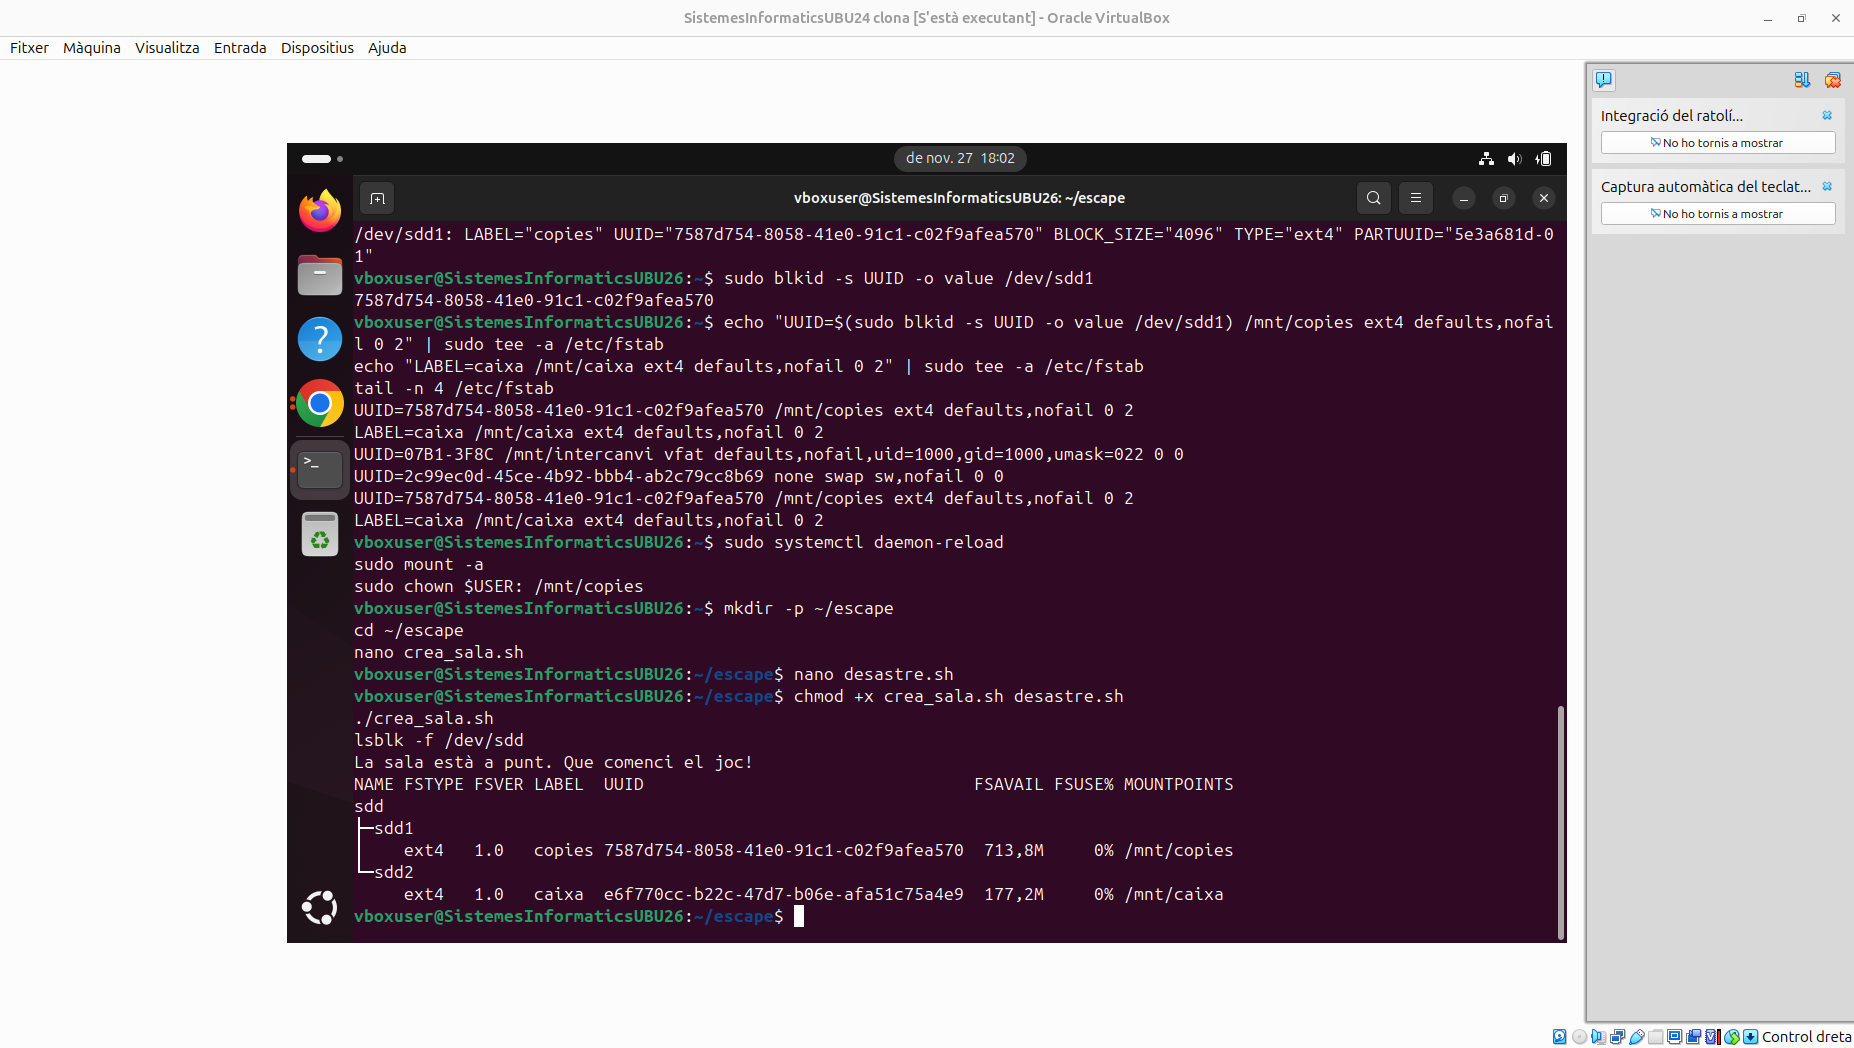 SistemesInformaticsUBU24 clona [S'està executant] - Oracle VirtualBox
Fitxer Màquina Visualitza Entrada Dispositius Ajuda
Integració del ratolí...
No ho tornis a mostrar
Captura automàtica del teclat...
No ho tornis a mostrar
de nov. 27 18:02
vboxuser@SistemesInformaticsUBU26: ~/escape
/dev/sdd1: LABEL="copies" UUID="7587d754-8058-41e0-91c1-c02f9afea570" BLOCK_SIZE="4096" TYPE="ext4" PARTUUID="5e3a681d-0
1"
vboxuser@SistemesInformaticsUBU26:~$ sudo blkid -s UUID -o value /dev/sdd1
7587d754-8058-41e0-91c1-c02f9afea570
vboxuser@SistemesInformaticsUBU26:~$ echo "UUID=$(sudo blkid -s UUID -o value /dev/sdd1) /mnt/copies ext4 defaults,nofai
l 0 2" | sudo tee -a /etc/fstab
echo "LABEL=caixa /mnt/caixa ext4 defaults,nofail 0 2" | sudo tee -a /etc/fstab
tail -n 4 /etc/fstab
UUID=7587d754-8058-41e0-91c1-c02f9afea570 /mnt/copies ext4 defaults,nofail 0 2
LABEL=caixa /mnt/caixa ext4 defaults,nofail 0 2
UUID=07B1-3F8C /mnt/intercanvi vfat defaults,nofail,uid=1000,gid=1000,umask=022 0 0
UUID=2c99ec0d-45ce-4b92-bbb4-ab2c79cc8b69 none swap sw,nofail 0 0
UUID=7587d754-8058-41e0-91c1-c02f9afea570 /mnt/copies ext4 defaults,nofail 0 2
LABEL=caixa /mnt/caixa ext4 defaults,nofail 0 2
vboxuser@SistemesInformaticsUBU26:~$ sudo systemctl daemon-reload
sudo mount -a
sudo chown $USER: /mnt/copies
vboxuser@SistemesInformaticsUBU26:~$ mkdir -p ~/escape
cd ~/escape
nano crea_sala.sh
vboxuser@SistemesInformaticsUBU26:~/escape$ nano desastre.sh
vboxuser@SistemesInformaticsUBU26:~/escape$ chmod +x crea_sala.sh desastre.sh
./crea_sala.sh
lsblk -f /dev/sdd
La sala està a punt. Que comenci el joc!
NAME FSTYPE FSVER LABEL UUID FSAVAIL FSUSE% MOUNTPOINTS
sdd
├─sdd1
│ ext4 1.0 copies 7587d754-8058-41e0-91c1-c02f9afea570 713,8M 0% /mnt/copies
└─sdd2
ext4 1.0 caixa e6f770cc-b22c-47d7-b06e-afa51c75a4e9 177,2M 0% /mnt/caixa
vboxuser@SistemesInformaticsUBU26:~/escape$
Control dreta